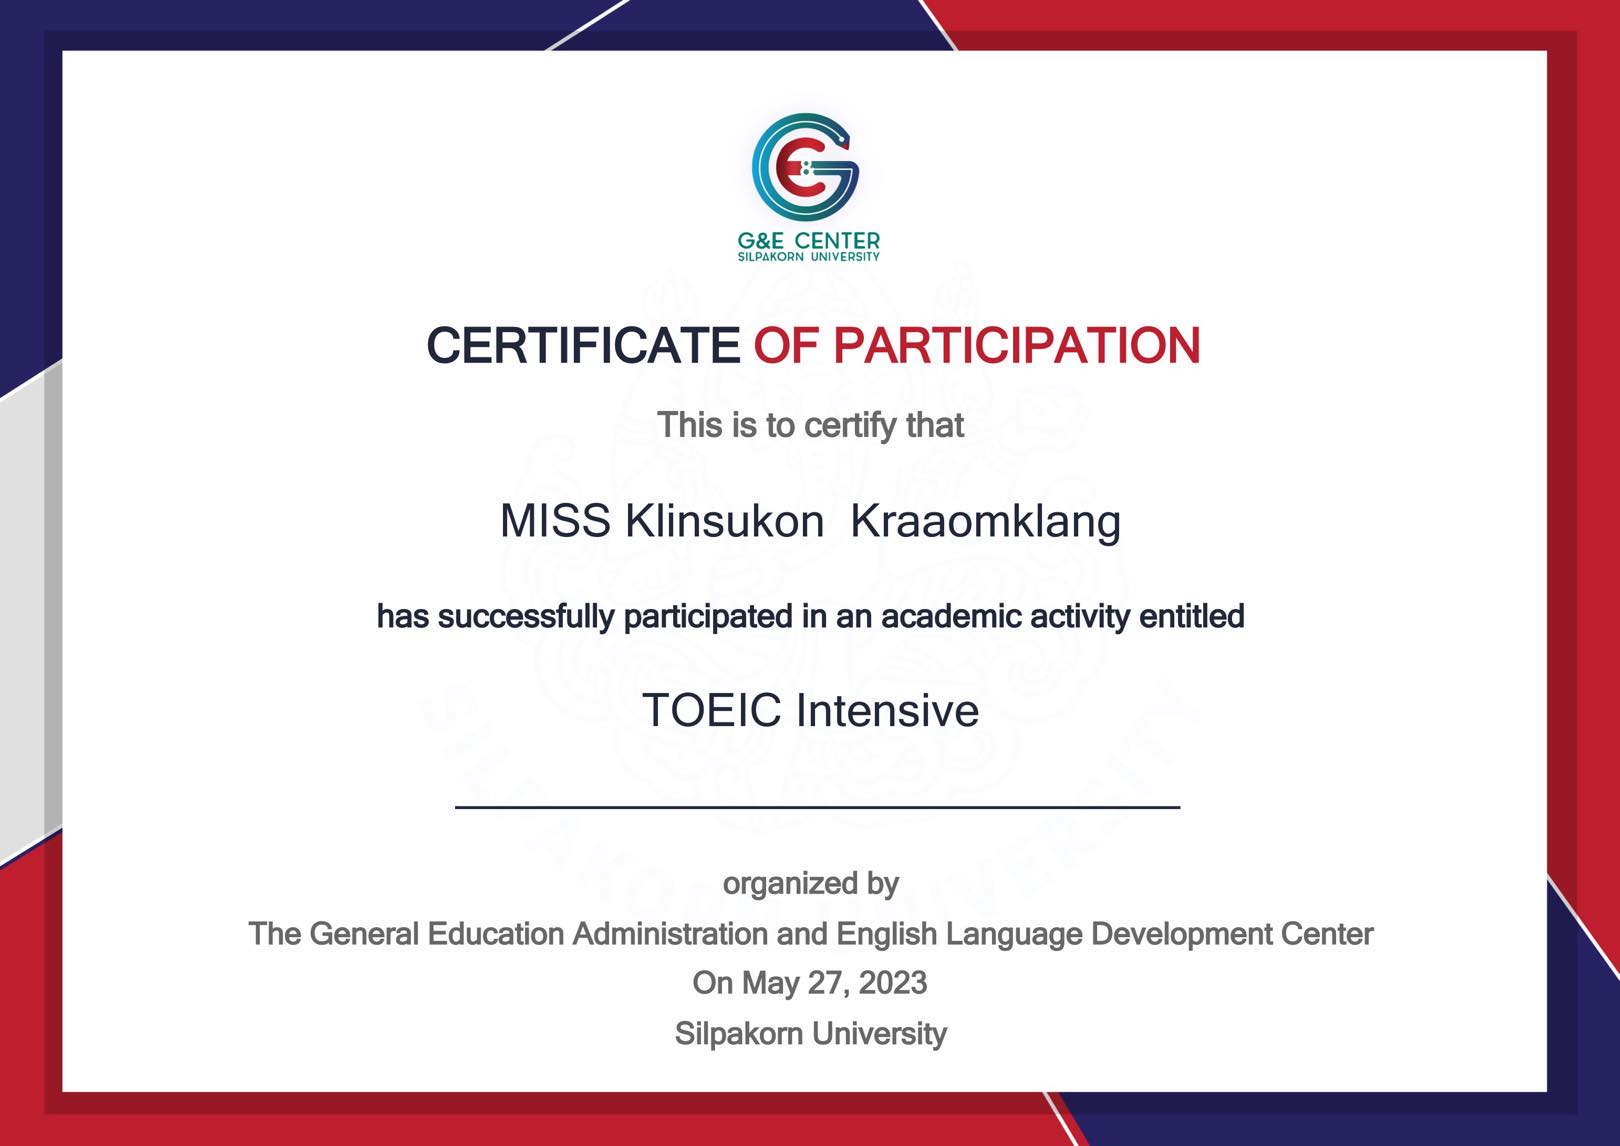 G&E CENTER
SILPAKORN UNIVERSITY
CERTIFICATE OF PARTICIPATION
This is to certify that
MISS Klinsukon  Kraaomklang
has successfully participated in an academic activity entitled
TOEIC Intensive
SILPAKORN UNIVERSITY
organized by
The General Education Administration and English Language Development Center
On May 27, 2023
Silpakorn University